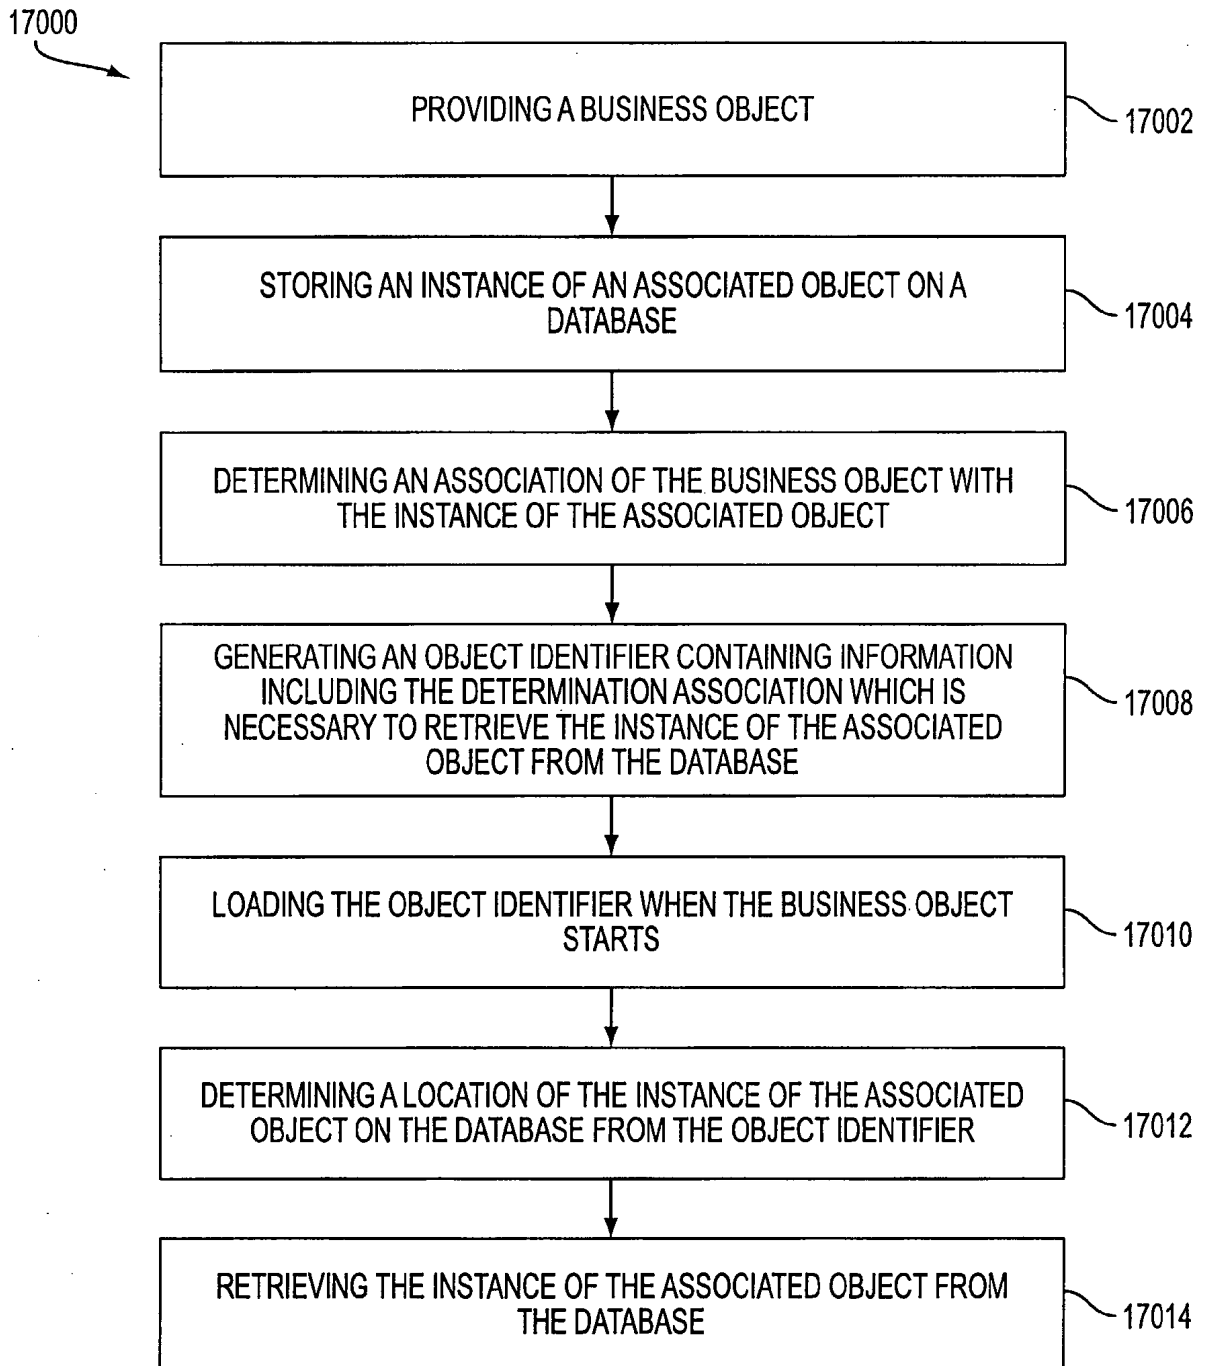 17000
PROVIDING A BUSINESS OBJECT
17002
STORING AN INSTANCE OF AN ASSOCIATED OBJECT ON A
DATABASE
17004
DETERMINING AN ASSOCIATION OF THE BUSINESS OBJECT WITH
THE INSTANCE OF THE ASSOCIATED OBJECT
17006
GENERATING AN OBJECT IDENTIFIER CONTAINING INFORMATION
INCLUDING THE DETERMINATION ASSOCIATION WHICH IS
NECESSARY TO RETRIEVE THE INSTANCE OF THE ASSOCIATED
OBJECT FROM THE DATABASE
17008
LOADING THE OBJECT IDENTIFIER WHEN THE BUSINESS OBJECT
STARTS
17010
DETERMINING A LOCATION OF THE INSTANCE OF THE ASSOCIATED
OBJECT ON THE DATABASE FROM THE OBJECT IDENTIFIER
17012
RETRIEVING THE INSTANCE OF THE ASSOCIATED OBJECT FROM
THE DATABASE
17014